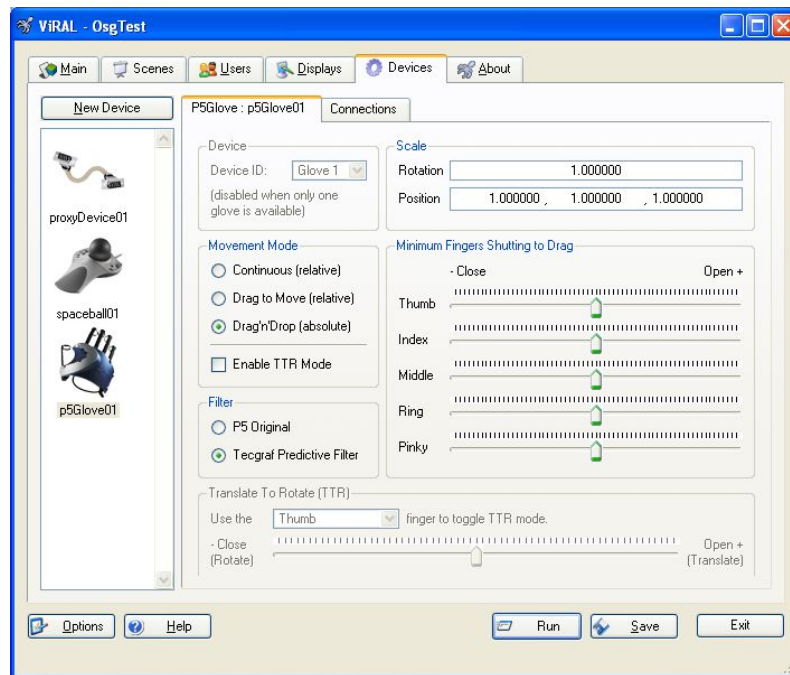 ViRAL - OsgTest
Main
Scenes
Users
Displays
Devices
About
New Device
proxyDevice01
spaceball01
p5Glove01
P5Glove : p5Glove01
Connections
Device
Device ID:
Glove 1
(disabled when only one
glove is available)
Scale
Rotation
1.000000
Position
1.000000 , 1.000000 , 1.000000
Movement Mode
Continuous (relative)
Drag to Move (relative)
Drag'n'Drop (absolute)
Enable TTR Mode
Filter
P5 Original
Tecgraf Predictive Filter
Minimum Fingers Shutting to Drag
- Close
Open +
Thumb
Index
Middle
Ring
Pinky
Translate To Rotate (TTR)
Use the Thumb finger to toggle TTR mode.
- Close
(Rotate)
Open +
(Translate)
Options
Help
Run
Save
Exit